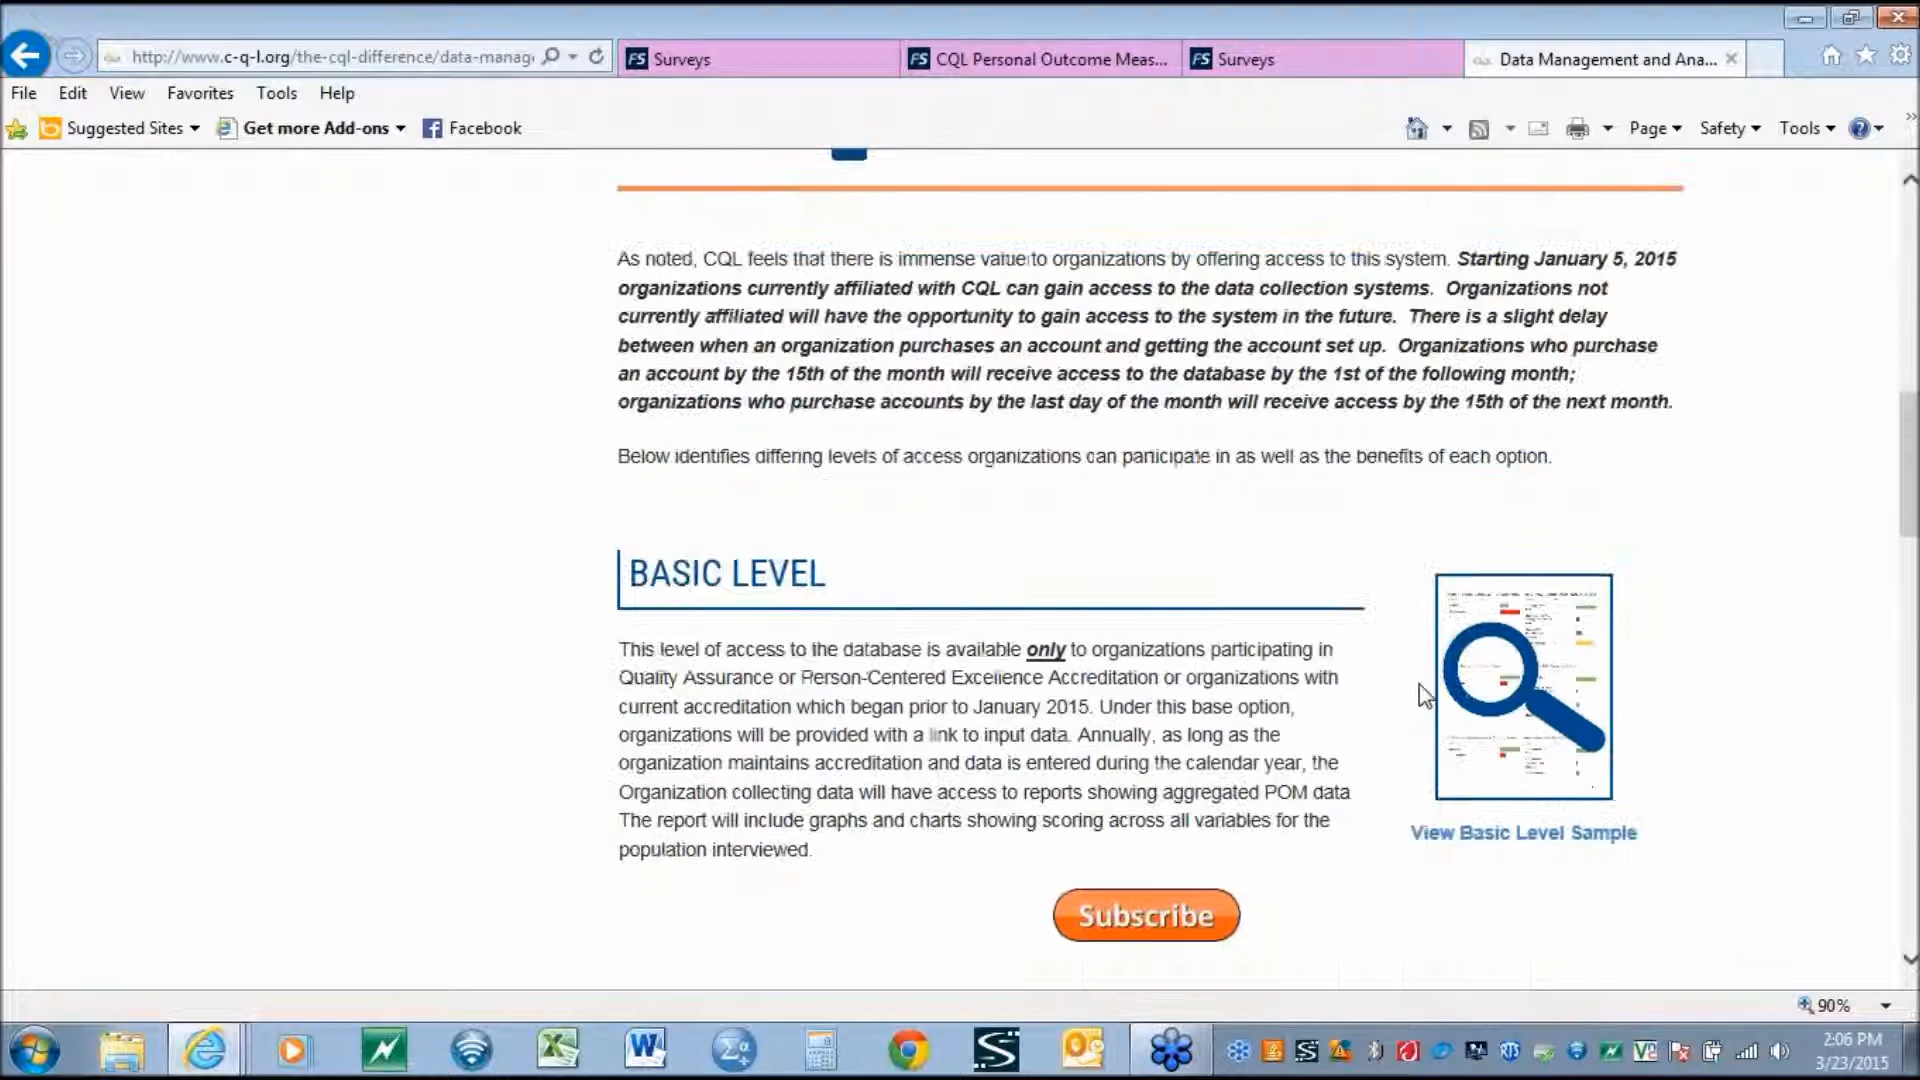 http://www.c-q-l.org/the-cql-difference/data-manag
Surveys
CQL Personal Outcome Meas...
Surveys
Data Management and Ana...
File Edit View Favorites Tools Help
Suggested Sites
Get more Add-ons
Facebook
Page
Safety
Tools
As noted, CQL feels that there is immense value to organizations by offering access to this system. Starting January 5, 2015
organizations currently affiliated with CQL can gain access to the data collection systems. Organizations not
currently affiliated will have the opportunity to gain access to the system in the future. There is a slight delay
between when an organization purchases an account and getting the account set up. Organizations who purchase
an account by the 15th of the month will receive access to the database by the 1st of the following month;
organizations who purchase accounts by the last day of the month will receive access by the 15th of the next month.
Below identifies differing levels of access organizations can participate in as well as the benefits of each option.
BASIC LEVEL
This level of access to the database is available only to organizations participating in
Quality Assurance or Person-Centered Excellence Accreditation or organizations with
current accreditation which began prior to January 2015. Under this base option,
organizations will be provided with a link to input data. Annually, as long as the
organization maintains accreditation and data is entered during the calendar year, the
Organization collecting data will have access to reports showing aggregated POM data
The report will include graphs and charts showing scoring across all variables for the
population interviewed.
View Basic Level Sample
Subscribe
90%
2:06 PM
3/23/2015